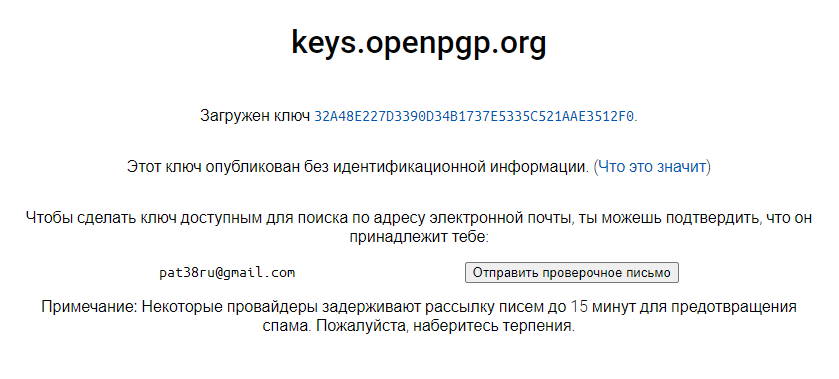 keys.openpgp.org
Загружен ключ 32A48E227D3390D34B1737E5335C521AAE3512F0.
Этот ключ опубликован без идентификационной информации. (Что это значит)
Чтобы сделать ключ доступным для поиска по адресу электронной почты, ты можешь подтвердить, что он
принадлежит тебе:
pat38ru@gmail.com Отправить проверочное письмо
Примечание: Некоторые провайдеры задерживают рассылку писем до 15 минут для предотвращения
спама. Пожалуйста, наберитесь терпения.